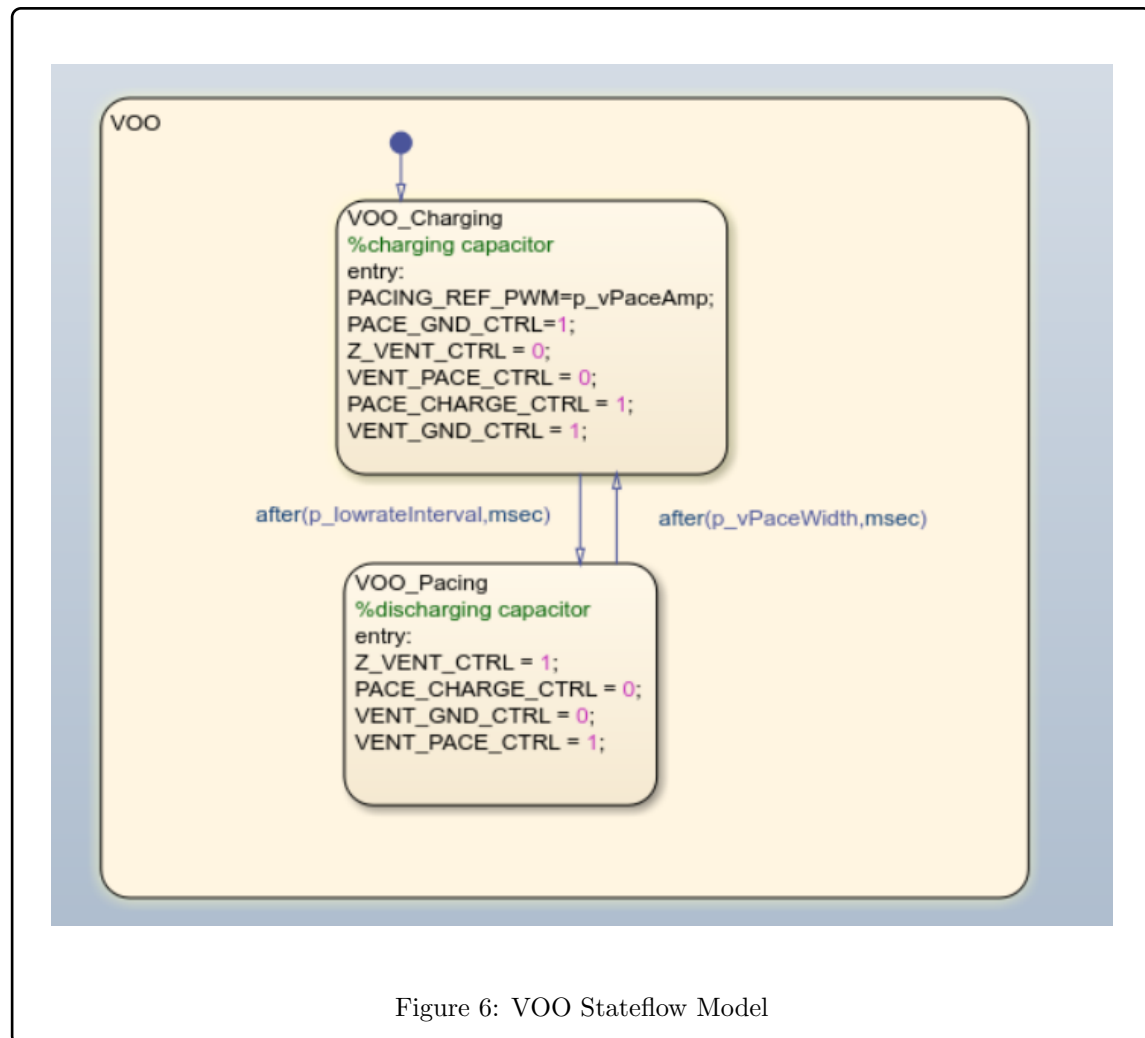 VOO
VOO_Charging
%charging capacitor
entry:
PACING_REF_PWM=p_vPaceAmp;
PACE_GND_CTRL=1;
Z_VENT_CTRL = 0;
VENT_PACE_CTRL = 0;
PACE_CHARGE_CTRL = 1;
VENT_GND_CTRL = 1;
after(p_lowrateInterval,msec)
after(p_vPaceWidth,msec)
VOO_Pacing
%discharging capacitor
entry:
Z_VENT_CTRL = 1;
PACE_CHARGE_CTRL = 0;
VENT_GND_CTRL = 0;
VENT_PACE_CTRL = 1;
Figure 6: VOO Stateflow Model